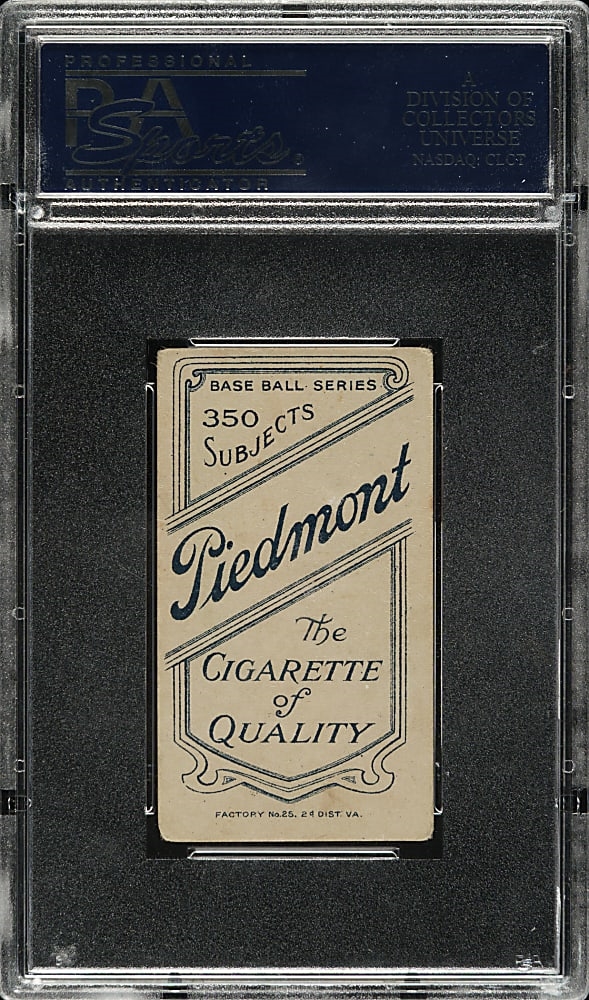 PROFESSIONAL
PSA
Sports®
AUTHENTICATOR
A
DIVISION OF
COLLECTORS
UNIVERSE
NASDAQ: CLCT
BASE BALL SERIES
350
SUBJECTS
Piedmont
The
CIGARETTE
of
QUALITY
FACTORY No.25, 2d DIST. VA.
PSA